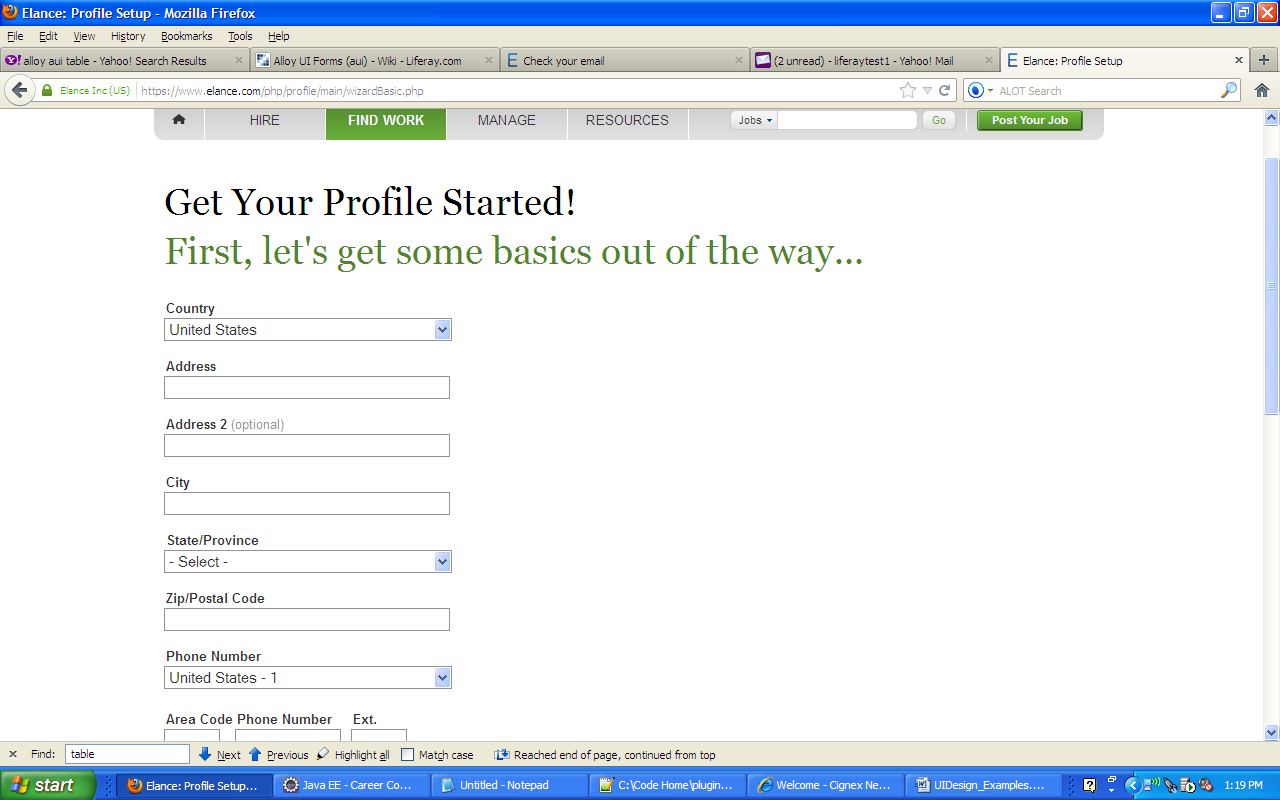 Elance: Profile Setup - Mozilla Firefox
File Edit View History Bookmarks Tools Help
alloy aui table - Yahoo! Search Results
Alloy UI Forms (aui) - Wiki - Liferay.com
Check your email
(2 unread) - liferaytest1 - Yahoo! Mail
Elance: Profile Setup
Elance Inc (US) https://www.elance.com/php/profile/main/wizardBasic.php
ALOT Search
HIRE FIND WORK MANAGE RESOURCES Jobs Go Post Your Job
Get Your Profile Started!
First, let's get some basics out of the way...
Country
United States
Address
Address 2 (optional)
City
State/Province
- Select -
Zip/Postal Code
Phone Number
United States - 1
Area Code Phone Number Ext.
Find: table Next Previous Highlight all Match case Reached end of page, continued from top
start Elance: Profile Setup... Java EE - Career Co... Untitled - Notepad C:\Code Home\plugin... Welcome - Cignex Ne... UIDesign_Examples.... 1:19 PM